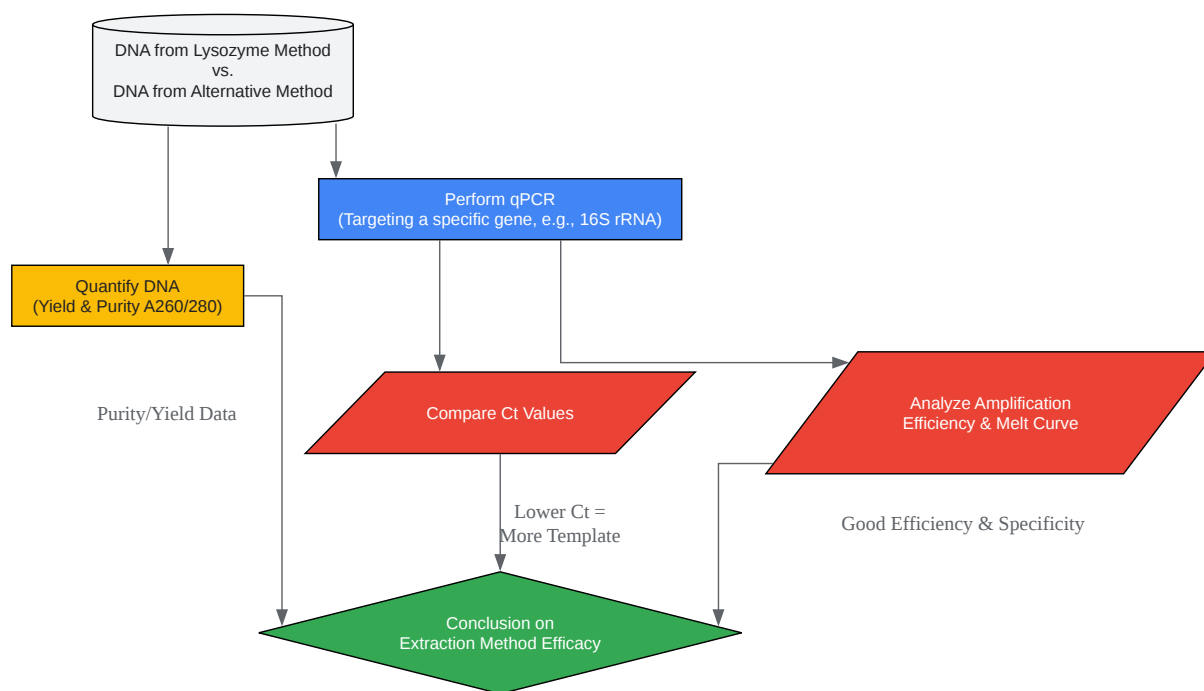 DNA from Lysozyme Method
vs.
DNA from Alternative Method
Perform qPCR
(Targeting a specific gene, e.g., 16S rRNA)
Quantify DNA
(Yield & Purity A260/280)
Purity/Yield Data
Compare Ct Values
Analyze Amplification
Efficiency & Melt Curve
Lower Ct =
More Template
Good Efficiency & Specificity
Conclusion on
Extraction Method Efficacy